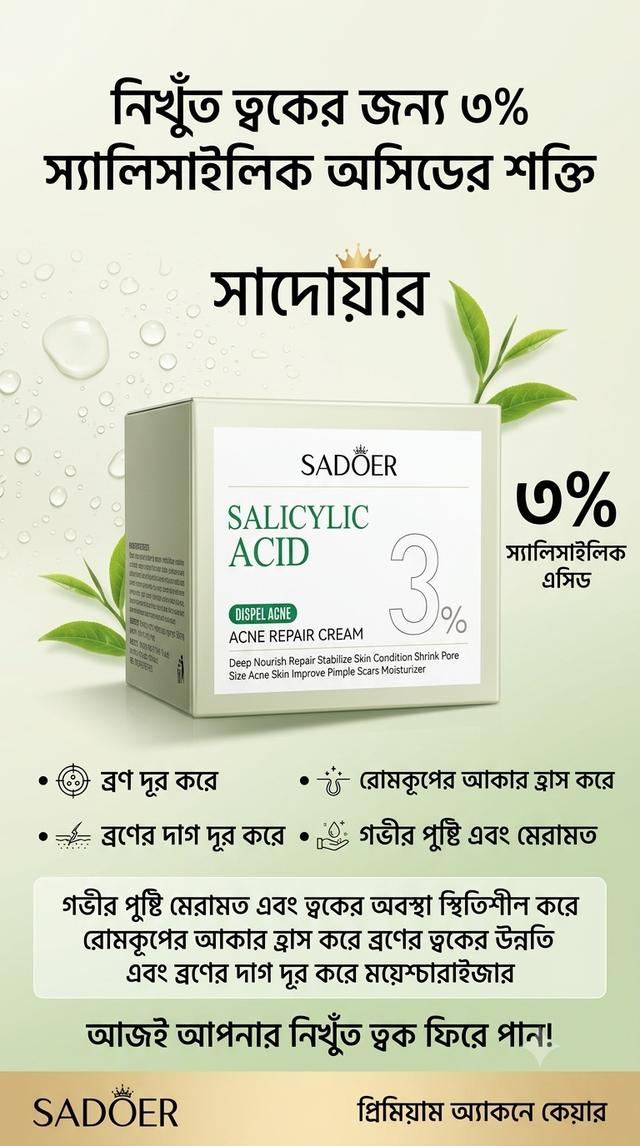 নিখুঁত ত্বকের জন্য ৩%
স্যালিসাইলিক অসিডের শক্তি
সাদোয়ার
SADOER
SALICYLIC
ACID
3%
DISPEL ACNE
ACNE REPAIR CREAM
Deep Nourish Repair Stabilize Skin Condition Shrink Pore
Size Acne Skin Improve Pimple Scars Moisturizer
৩%
স্যালিসাইলিক
এসিড
• ব্রণ দূর করে
• রোমকূপের আকার হ্রাস করে
• ব্রণের দাগ দূর করে
• গভীর পুষ্টি এবং মেরামত
গভীর পুষ্টি মেরামত এবং ত্বকের অবস্থা স্থিতিশীল করে
রোমকূপের আকার হ্রাস করে ব্রণের ত্বকের উন্নতি
এবং ব্রণের দাগ দূর করে ময়েশ্চারাইজার
আজই আপনার নিখুঁত ত্বক ফিরে পান!
SADOER
প্রিমিয়াম অ্যাকনে কেয়ার